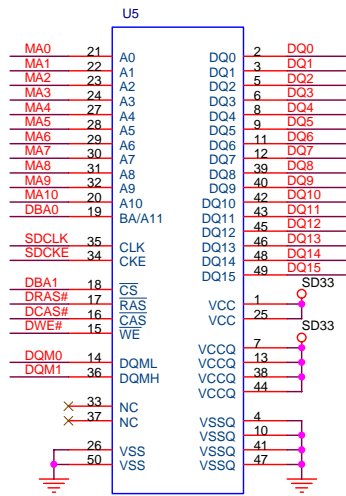 U5
MA0 21 A0 DQ0 2 DQ0
MA1 22 A1 DQ1 3 DQ1
MA2 23 A2 DQ2 5 DQ2
MA3 24 A3 DQ3 6 DQ3
MA4 27 A4 DQ4 8 DQ4
MA5 28 A5 DQ5 9 DQ5
MA6 29 A6 DQ6 11 DQ6
MA7 30 A7 DQ7 12 DQ7
MA8 31 A8 DQ8 39 DQ8
MA9 32 A9 DQ9 40 DQ9
MA10 20 A10 DQ10 42 DQ10
DBA0 19 BA/A11 DQ11 43 DQ11
DQ12 45 DQ12
SDCLK 35 CLK DQ13 46 DQ13
SDCKE 34 CKE DQ14 48 DQ14
DQ15 49 DQ15
DBA1 18 CS SD33
DRAS# 17 RAS VCC 1
DCAS# 16 CAS VCC 25
DWE# 15 WE SD33
VCCQ 7
DQM0 14 DQML VCCQ 13
DQM1 36 DQMH VCCQ 38
VCCQ 44
33 NC
37 NC VSSQ 4
VSSQ 10
26 VSS VSSQ 41
50 VSS VSSQ 47